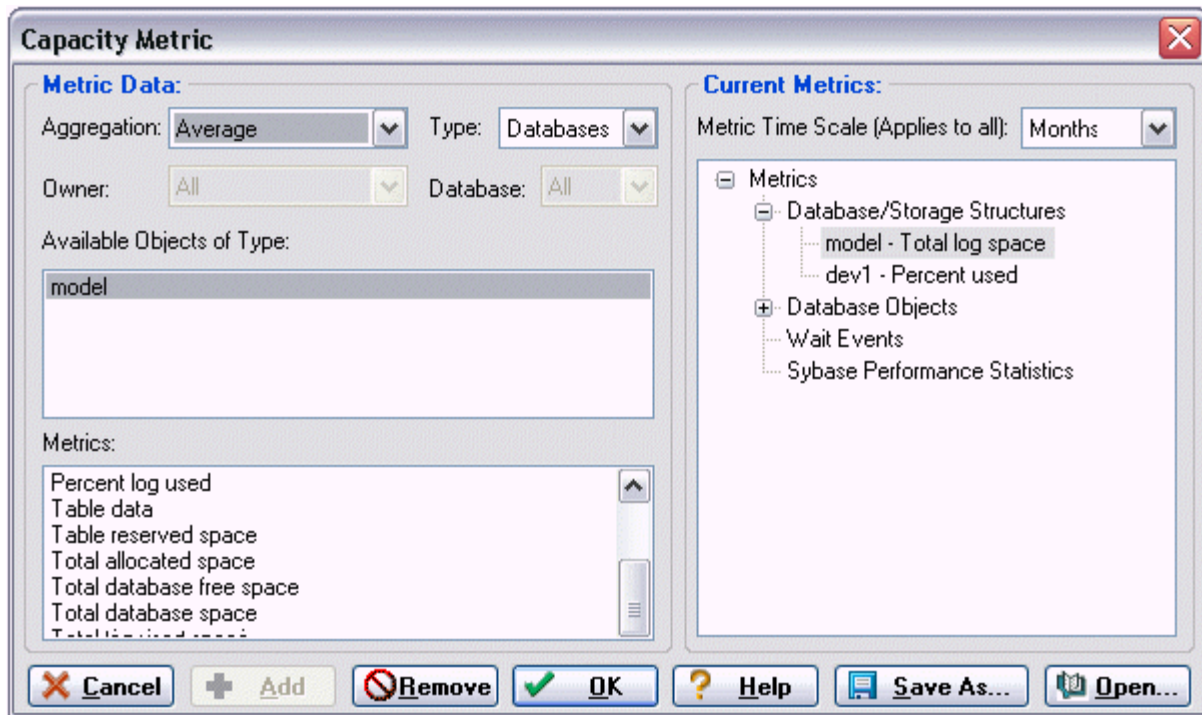 Capacity Metric
Metric Data:
Aggregation: Average Type: Databases
Owner: All Database: All
Available Objects of Type:
model
Metrics:
Percent log used
Table data
Table reserved space
Total allocated space
Total database free space
Total database space
Current Metrics:
Metric Time Scale (Applies to all): Months
Metrics
Database/Storage Structures
model - Total log space
dev1 - Percent used
Database Objects
Wait Events
Sybase Performance Statistics
Cancel Add Remove OK Help Save As... Open...